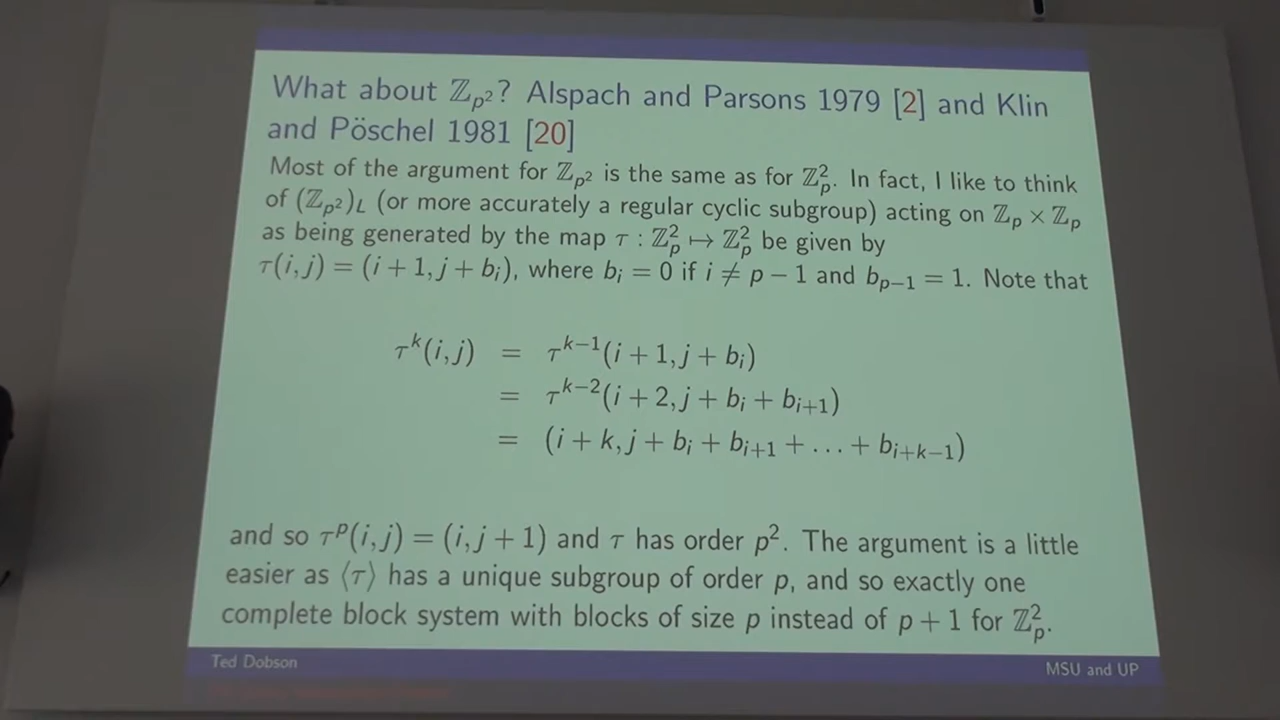 What about ℤ_{p²}? Alspach and Parsons 1979 [2] and Klin
and Pöschel 1981 [20]
Most of the argument for ℤ_{p²} is the same as for ℤ_p². In fact, I like to think
of (ℤ_{p²})_L (or more accurately a regular cyclic subgroup) acting on ℤ_p × ℤ_p
as being generated by the map τ : ℤ_p² ↦ ℤ_p² be given by
τ(i, j) = (i + 1, j + b_i), where b_i = 0 if i ≠ p − 1 and b_{p−1} = 1. Note that
τ^k(i, j) = τ^{k−1}(i + 1, j + b_i)
= τ^{k−2}(i + 2, j + b_i + b_{i+1})
= (i + k, j + b_i + b_{i+1} + … + b_{i+k−1})
and so τ^p(i, j) = (i, j + 1) and τ has order p². The argument is a little
easier as ⟨τ⟩ has a unique subgroup of order p, and so exactly one
complete block system with blocks of size p instead of p + 1 for ℤ_p².
Ted Dobson MSU and UP